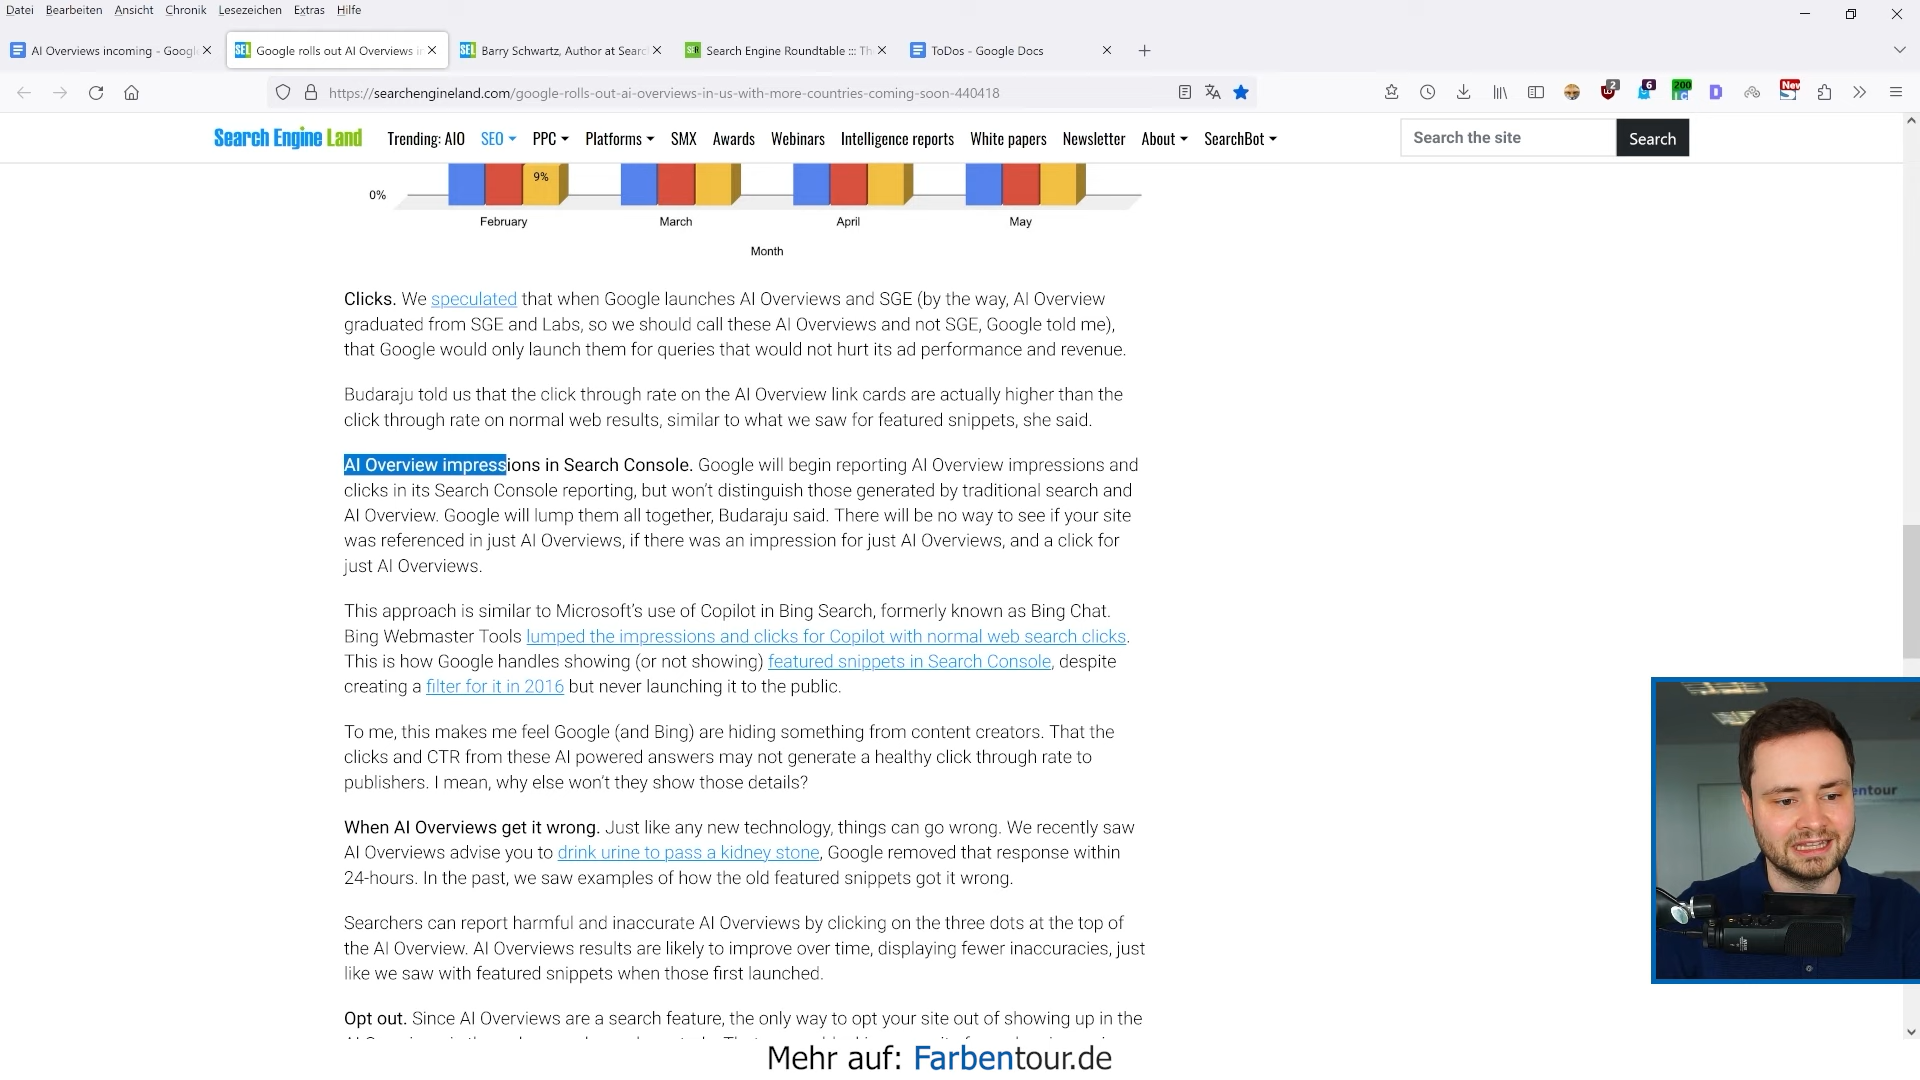 Datei Bearbeiten Ansicht Chronik Lesezeichen Extras Hilfe
AI Overviews incoming - Googl
Google rolls out AI Overviews in
Barry Schwartz, Author at Searc
Search Engine Roundtable ::: Th
ToDos - Google Docs
https://searchengineland.com/google-rolls-out-ai-overviews-in-us-with-more-countries-coming-soon-440418
2
6
200
New
Search Engine Land
Trending: AIO SEO PPC Platforms SMX Awards Webinars Intelligence reports White papers Newsletter About SearchBot
Search the site
Search
9%
0%
February March April May
Month
Clicks. We speculated that when Google launches AI Overviews and SGE (by the way, AI Overview
graduated from SGE and Labs, so we should call these AI Overviews and not SGE, Google told me),
that Google would only launch them for queries that would not hurt its ad performance and revenue.
Budaraju told us that the click through rate on the AI Overview link cards are actually higher than the
click through rate on normal web results, similar to what we saw for featured snippets, she said.
AI Overview impressions in Search Console. Google will begin reporting AI Overview impressions and
clicks in its Search Console reporting, but won't distinguish those generated by traditional search and
AI Overview. Google will lump them all together, Budaraju said. There will be no way to see if your site
was referenced in just AI Overviews, if there was an impression for just AI Overviews, and a click for
just AI Overviews.
This approach is similar to Microsoft's use of Copilot in Bing Search, formerly known as Bing Chat.
Bing Webmaster Tools lumped the impressions and clicks for Copilot with normal web search clicks.
This is how Google handles showing (or not showing) featured snippets in Search Console, despite
creating a filter for it in 2016 but never launching it to the public.
To me, this makes me feel Google (and Bing) are hiding something from content creators. That the
clicks and CTR from these AI powered answers may not generate a healthy click through rate to
publishers. I mean, why else won't they show those details?
When AI Overviews get it wrong. Just like any new technology, things can go wrong. We recently saw
AI Overviews advise you to drink urine to pass a kidney stone, Google removed that response within
24-hours. In the past, we saw examples of how the old featured snippets got it wrong.
Searchers can report harmful and inaccurate AI Overviews by clicking on the three dots at the top of
the AI Overview. AI Overviews results are likely to improve over time, displaying fewer inaccuracies, just
like we saw with featured snippets when those first launched.
Opt out. Since AI Overviews are a search feature, the only way to opt your site out of showing up in the
entour
Mehr auf: Farbentour.de